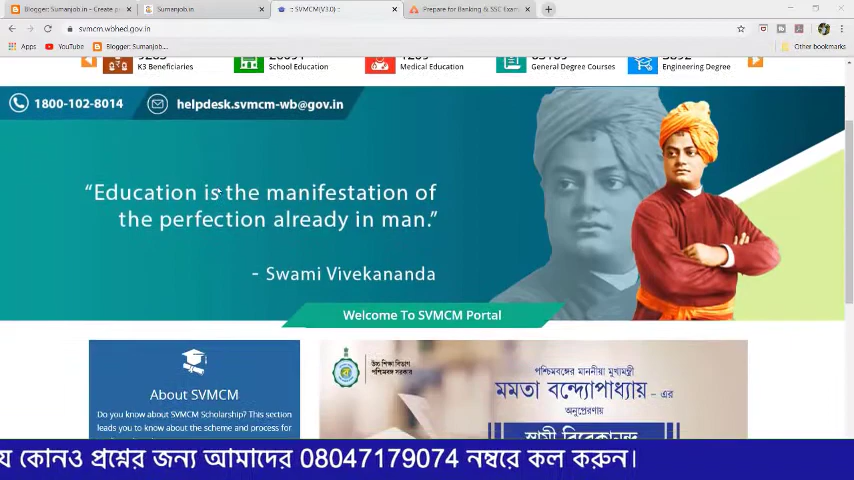 Blogger: Sumanjob.in - Create p
Sumanjob.in
:: SVMCM(V3.0) ::
Prepare for Banking & SSC Exam
svmcm.wbhed.gov.in
Apps
YouTube
Blogger: Sumanjob....
Other bookmarks
K3 Beneficiaries
School Education
Medical Education
General Degree Courses
Engineering Degree
1800-102-8014
helpdesk.svmcm-wb@gov.in
“Education is the manifestation of
the perfection already in man.”
- Swami Vivekananda
Welcome To SVMCM Portal
About SVMCM
Do you know about SVMCM Scholarship? This section
leads you to know about the scheme and process for
উচ্চ শিক্ষা বিভাগ
পশ্চিমবঙ্গ সরকার
পশ্চিমবঙ্গের মাননীয়া মুখ্যমন্ত্রী
মমতা বন্দ্যোপাধ্যায় - এর
অনুপ্রেরণায়
স্বামী বিবেকানন্দ
য কোনও প্রশ্নের জন্য আমাদের 08047179074 নম্বরে কল করুন।